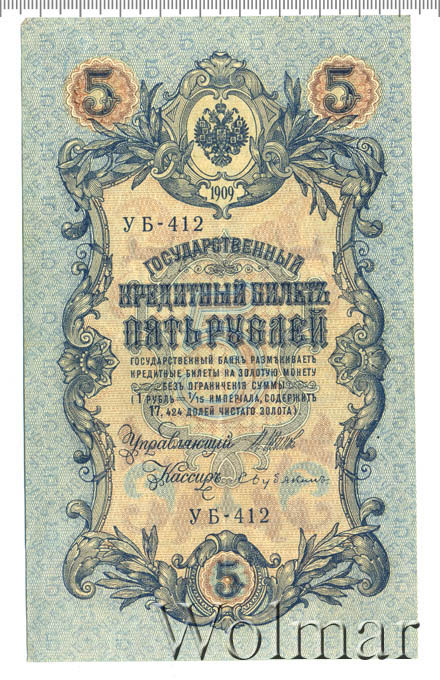 5 5
1909
УБ-412
ГОСУДАРСТВЕННЫЙ
КРЕДИТНЫЙ БИЛЕТЪ
ПЯТЬ РУБЛЕЙ
ГОСУДАРСТВЕННЫЙ БАНКЪ РАЗМѢНИВАЕТЪ
КРЕДИТНЫЕ БИЛЕТЫ НА ЗОЛОТУЮ МОНЕТУ
БЕЗЪ ОГРАНИЧЕНІЯ СУММЫ
(1 РУБЛЬ = 1/15 ИМПЕРІАЛА, СОДЕРЖИТЪ
17,424 ДОЛЕЙ ЧИСТАГО ЗОЛОТА).
Управляющій
Кассиръ
УБ-412
5
Wolmar